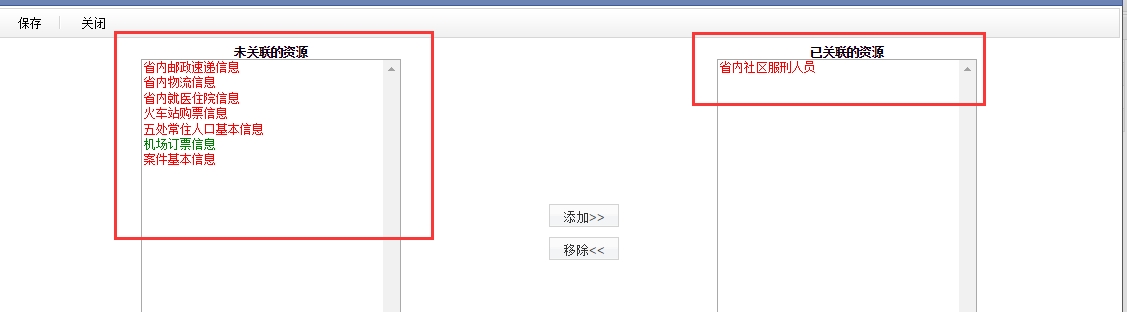 保存 关闭
未关联的资源
省内邮政速递信息
省内物流信息
省内就医住院信息
火车站购票信息
五处常住人口基本信息
机场订票信息
案件基本信息
添加>>
移除<<
已关联的资源
省内社区服刑人员